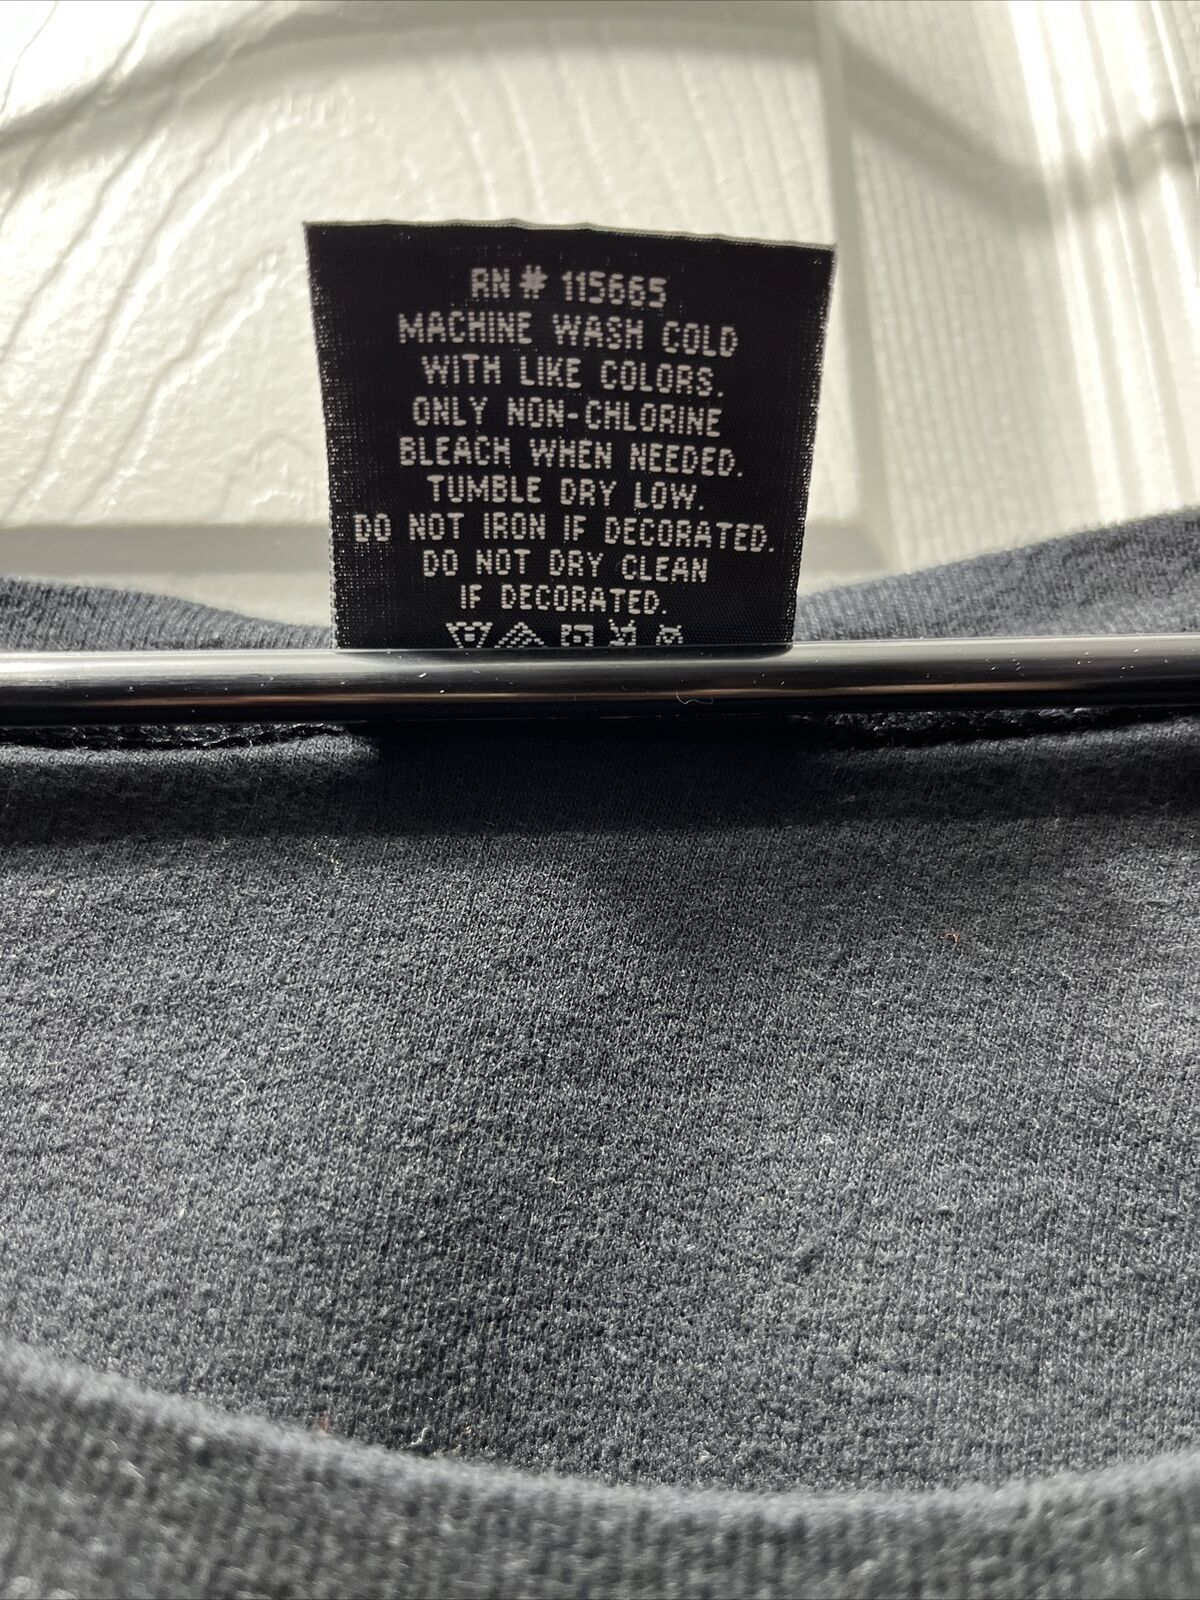 RN # 115665
MACHINE WASH COLD
WITH LIKE COLORS.
ONLY NON-CHLORINE
BLEACH WHEN NEEDED.
TUMBLE DRY LOW.
DO NOT IRON IF DECORATED.
DO NOT DRY CLEAN
IF DECORATED.